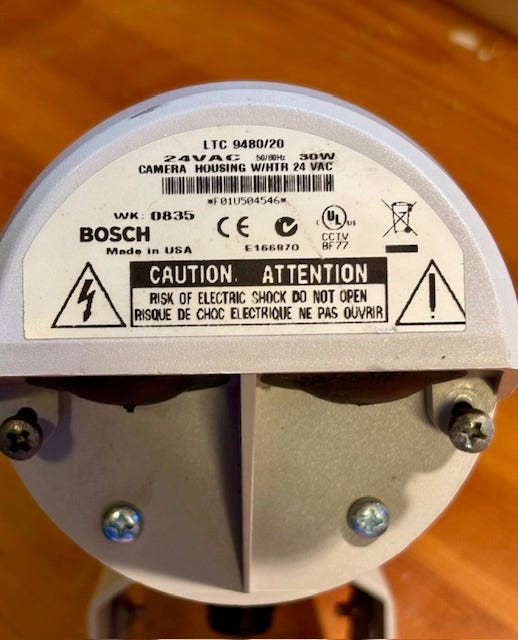 LTC 9480/20
24VAC 50/60Hz 30W
CAMERA HOUSING W/HTR 24 VAC
*F01U504546*
WK: 0835
BOSCH
Made in USA
CE
E166870
C UL US
CCTV
BF77
CAUTION. ATTENTION
RISK OF ELECTRIC SHOCK DO NOT OPEN
RISQUE DE CHOC ELECTRIQUE NE PAS OUVRIR